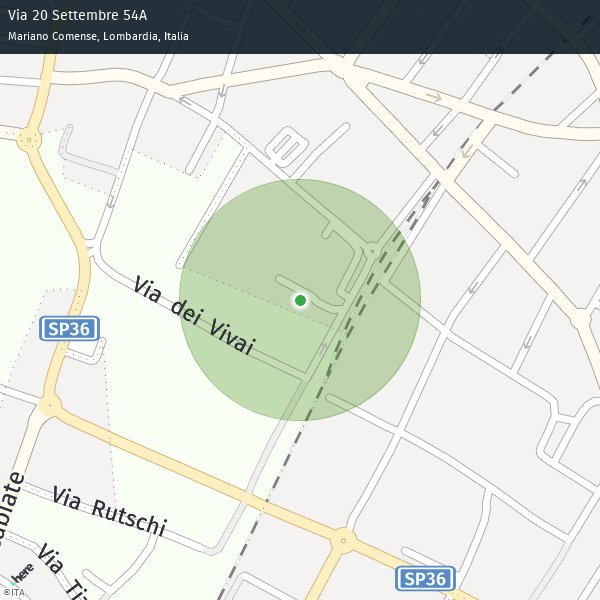 Via 20 Settembre 54A
Mariano Comense, Lombardia, Italia
Via dei Vivai
SP36
Via Rutschi
Via Ti
here
SP36
©ITA